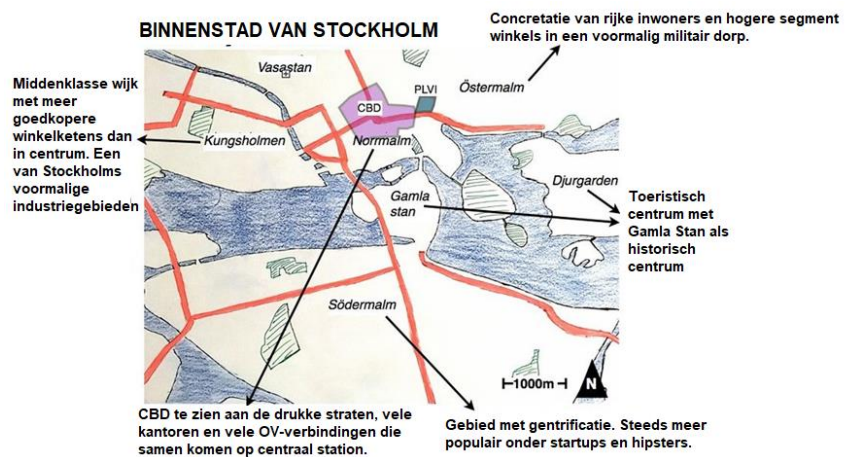 BINNENSTAD VAN STOCKHOLM
Concretatie van rijke inwoners en hogere segment
winkels in een voormalig militair dorp.
Middenklasse wijk
met meer
goedkopere
winkelketens dan
in centrum. Een
van Stockholms
voormalige
industriegebieden
Vasastan
CBD
PLVI
Östermalm
Kungsholmen
Norrmalm
Gamla
stan
Djurgarden
Toeristisch
centrum met
Gamla Stan als
historisch
centrum
Södermalm
1000m
N
CBD te zien aan de drukke straten, vele
kantoren en vele OV-verbindingen die
samen komen op centraal station.
Gebied met gentrificatie. Steeds meer
populair onder startups en hipsters.